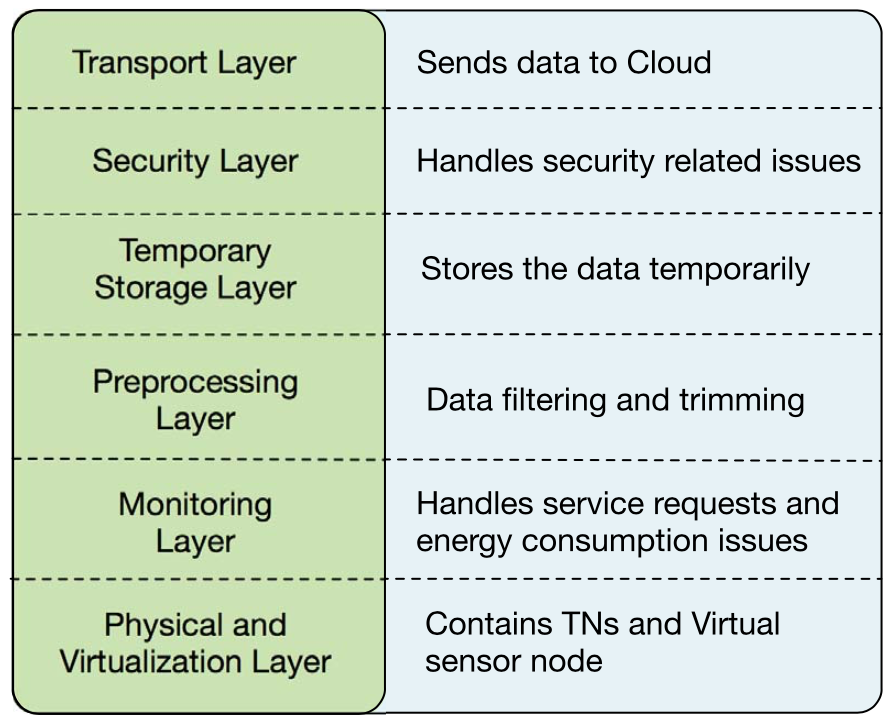 Transport Layer
Sends data to Cloud
Security Layer
Handles security related issues
Temporary
Storage Layer
Stores the data temporarily
Preprocessing
Layer
Data filtering and trimming
Monitoring
Layer
Handles service requests and
energy consumption issues
Physical and
Virtualization Layer
Contains TNs and Virtual
sensor node